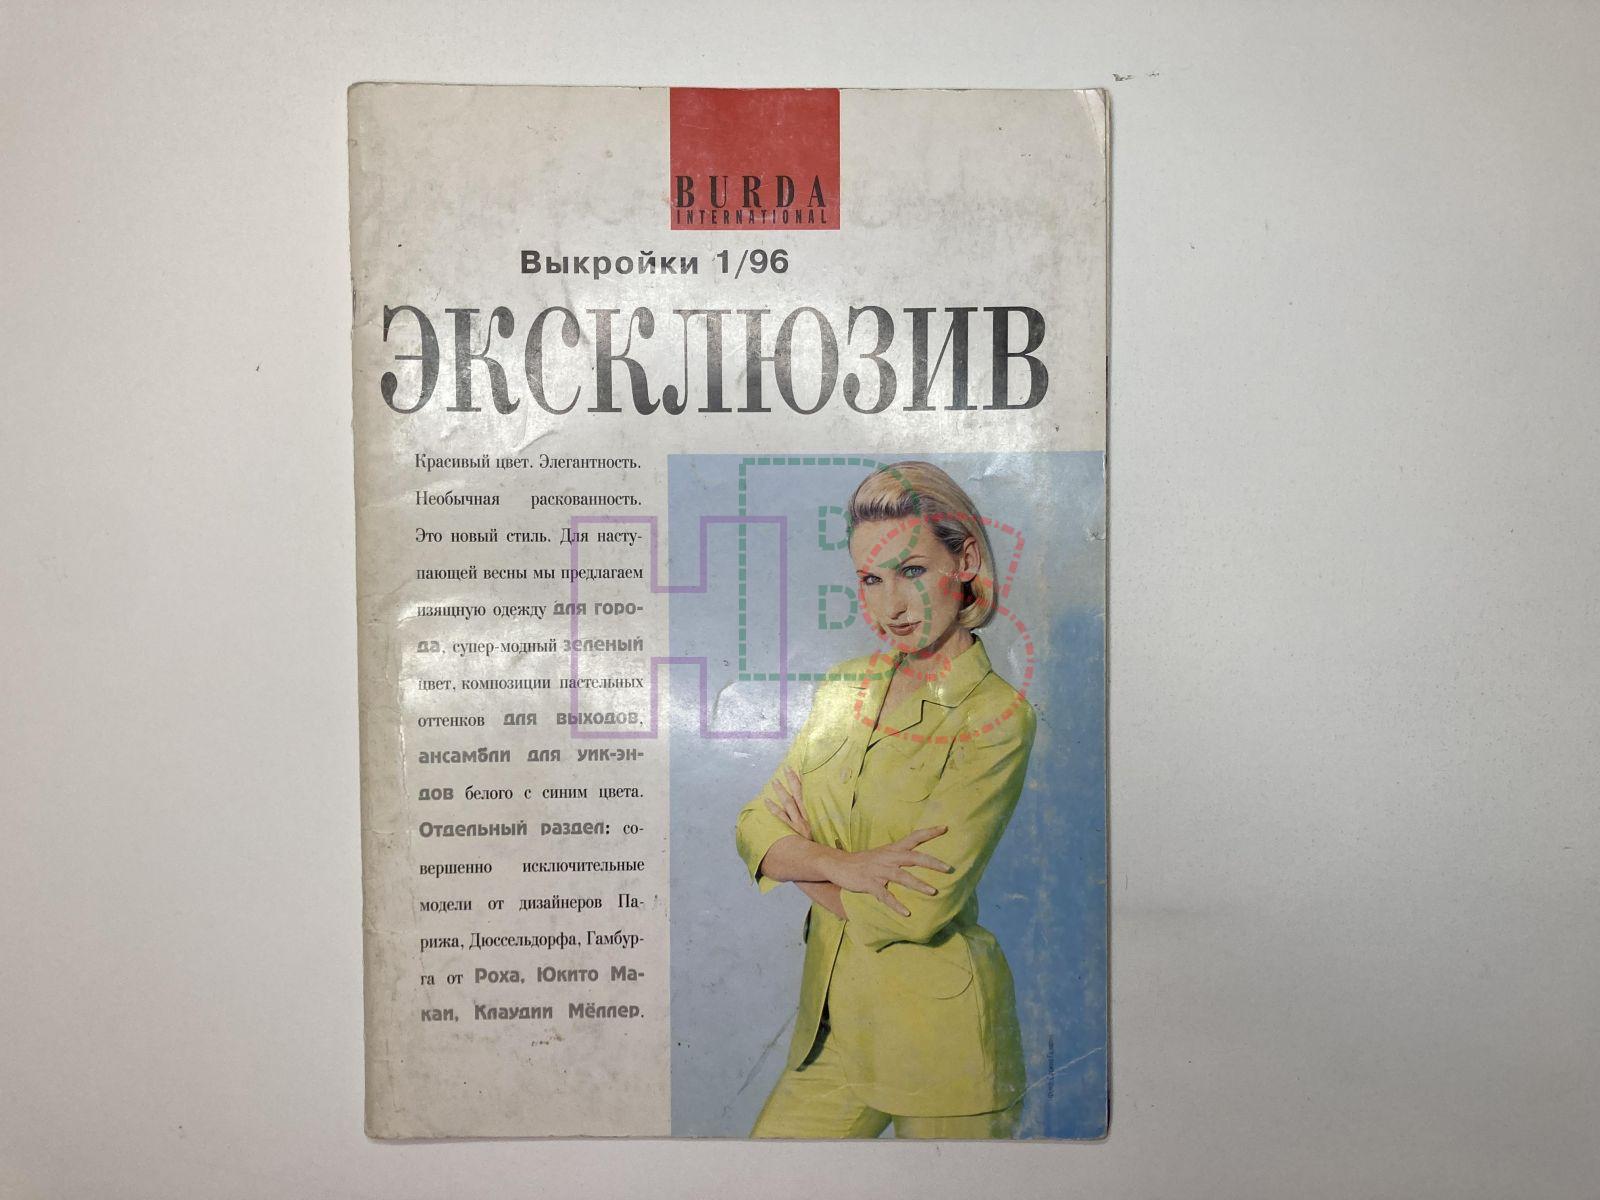 BURDA
INTERNATIONAL
Выкройки 1/96
ЭКСКЛЮЗИВ
Красивый цвет. Элегантность.
Необычная раскованность.
Это новый стиль. Для насту-
пающей весны мы предлагаем
изящную одежду для горо-
да, супер-модный зеленый
цвет, композиции пастельных
оттенков для выходов,
ансамбли для уик-эн-
дов белого с синим цвета.
Отдельный раздел: со-
вершенно исключительные
модели от дизайнеров Па-
рижа, Дюссельдорфа, Гамбур-
га от Роха, Юкито Ма-
каи, Клаудии Мёллер.